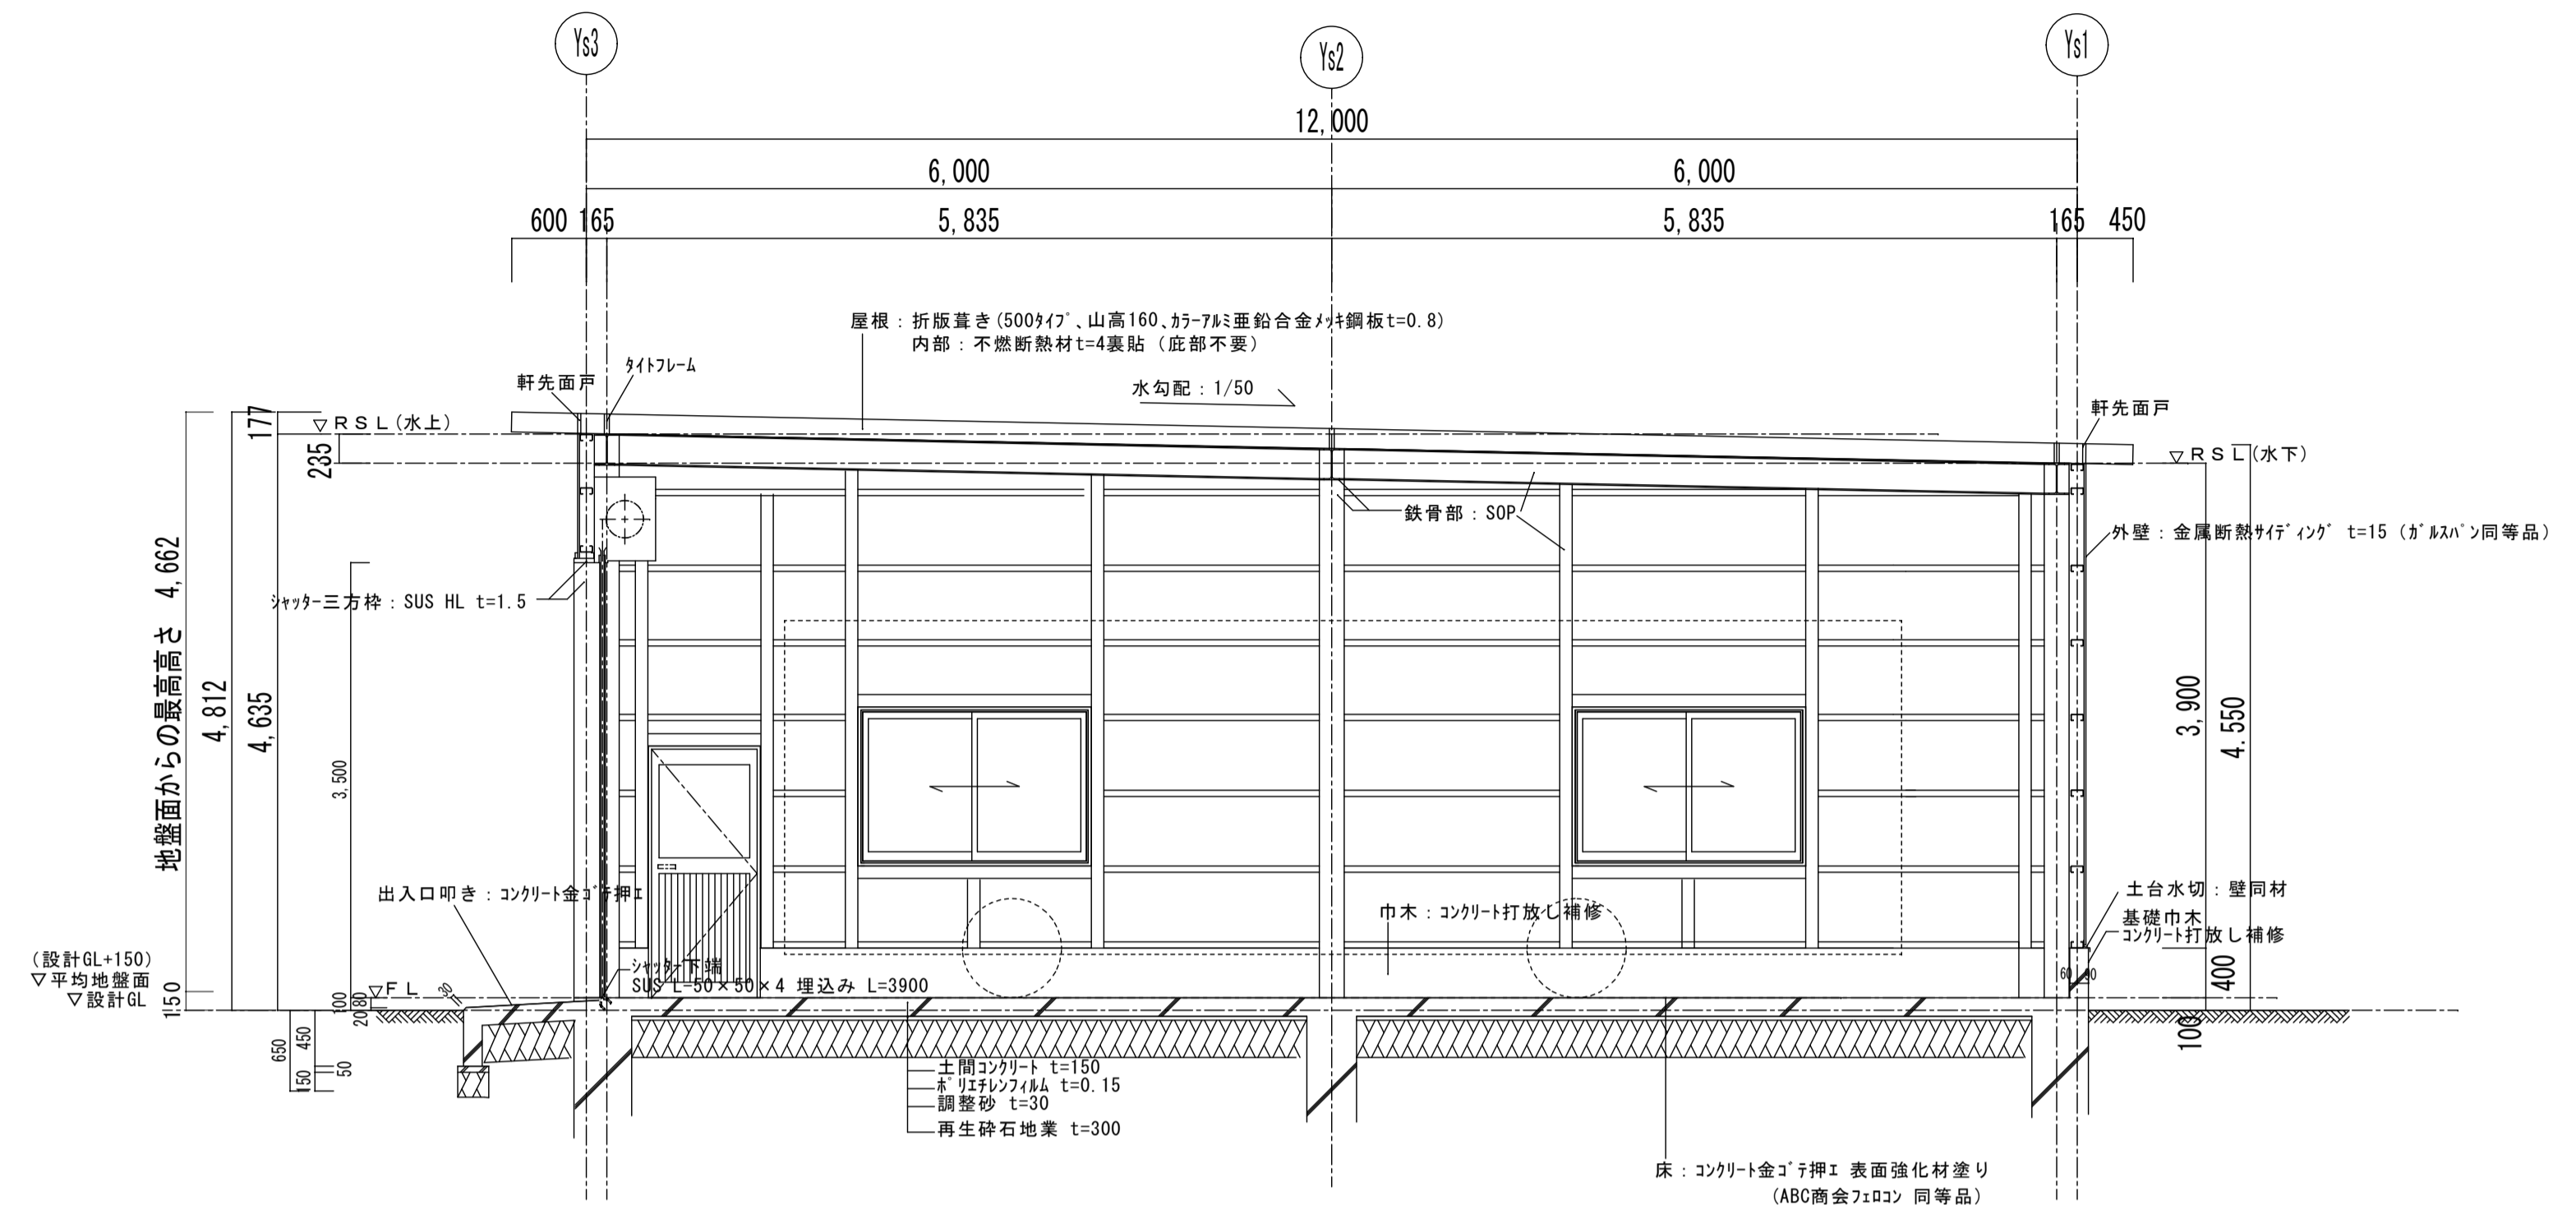 Ys3
Ys2
Ys1
12,000
6,000
6,000
600
165
5,835
5,835
165
450
屋根：折版葺き(500ﾀｲﾌﾟ、山高160、ｶﾗｰｱﾙﾐ亜鉛合金ﾒｯｷ鋼板t=0.8)
内部：不燃断熱材t=4裏貼（庇部不要）
軒先面戸
ﾀｲﾄﾌﾚｰﾑ
水勾配：1/50
軒先面戸
177
▽ＲＳＬ(水上)
235
▽ＲＳＬ(水下)
鉄骨部：SOP
外壁：金属断熱ｻｲﾃﾞｨﾝｸﾞ t=15 (ｶﾞﾙｽﾊﾟﾝ同等品)
ｼｬｯﾀｰ三方枠：SUS HL t=1.5
地盤面からの最高高さ 4,662
4,812
4,635
3,500
3,900
4.550
出入口叩き：ｺﾝｸﾘｰﾄ金ｺﾞﾃ押ｴ
巾木：ｺﾝｸﾘｰﾄ打放し補修
土台水切：壁同材
基礎巾木
ｺﾝｸﾘｰﾄ打放し補修
(設計GL+150)
▽平均地盤面
▽設計GL
150
▽ＦＬ
30
100
20
80
ｼｬｯﾀｰ下端
SUS L-50×50×4 埋込み L=3900
60
90
400
100
650
450
150
50
土間ｺﾝｸﾘｰﾄ t=150
ﾎﾟﾘｴﾁﾚﾝﾌｨﾙﾑ t=0.15
調整砂 t=30
再生砕石地業 t=300
床：ｺﾝｸﾘｰﾄ金ｺﾞﾃ押ｴ 表面強化材塗り
(ABC商会ﾌｪﾛｺﾝ 同等品)